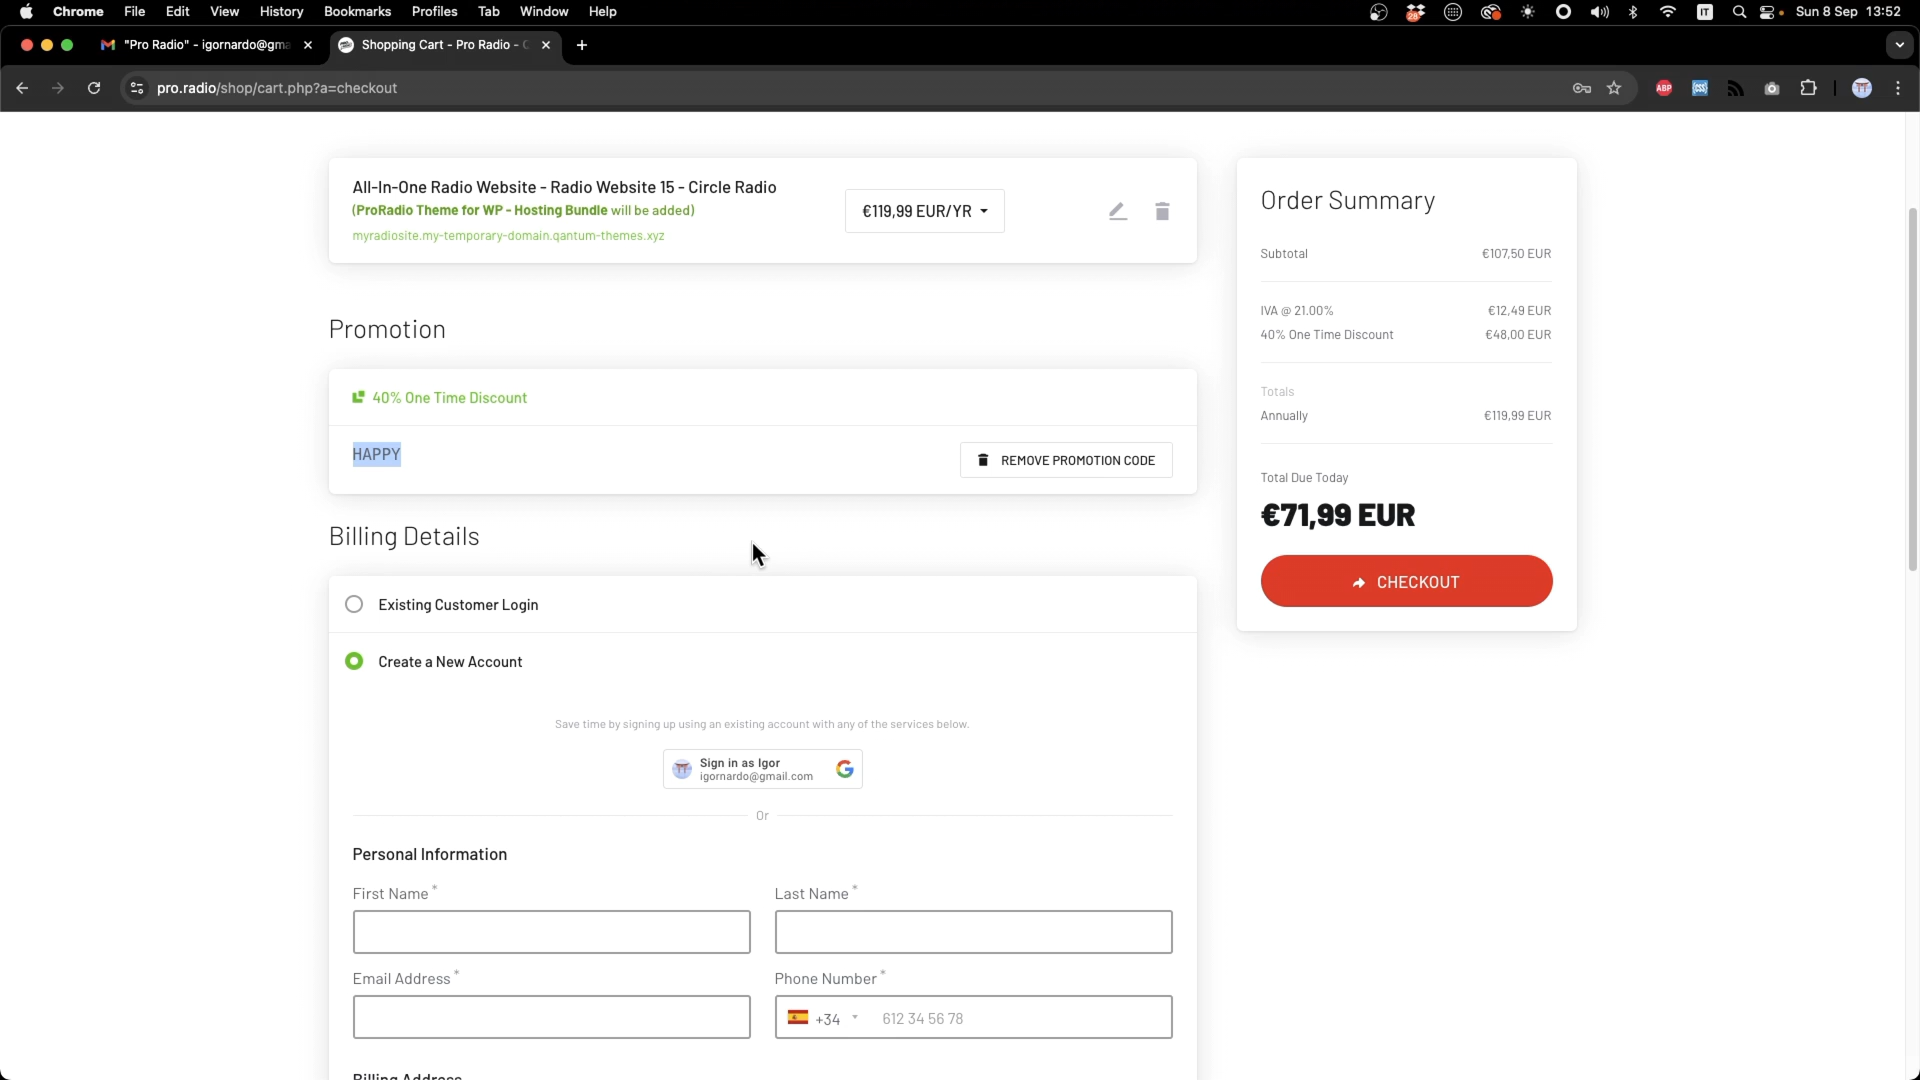 Chrome File Edit View History Bookmarks Profiles Tab Window Help
28
IT
Sun 8 Sep 13:52
"Pro Radio" - igornardo@gma
Shopping Cart - Pro Radio - C
pro.radio/shop/cart.php?a=checkout
ABP
All-In-One Radio Website - Radio Website 15 - Circle Radio
(ProRadio Theme for WP - Hosting Bundle will be added)
myradiosite.my-temporary-domain.qantum-themes.xyz
€119,99 EUR/YR
Promotion
40% One Time Discount
HAPPY
REMOVE PROMOTION CODE
Billing Details
Existing Customer Login
Create a New Account
Save time by signing up using an existing account with any of the services below.
Sign in as Igor
igornardo@gmail.com
Or
Personal Information
First Name *
Last Name *
Email Address *
Phone Number *
+34 612 34 56 78
Billing Address
Order Summary
Subtotal €107,50 EUR
IVA @ 21.00% €12,49 EUR
40% One Time Discount €48,00 EUR
Totals
Annually €119,99 EUR
Total Due Today
€71,99 EUR
CHECKOUT